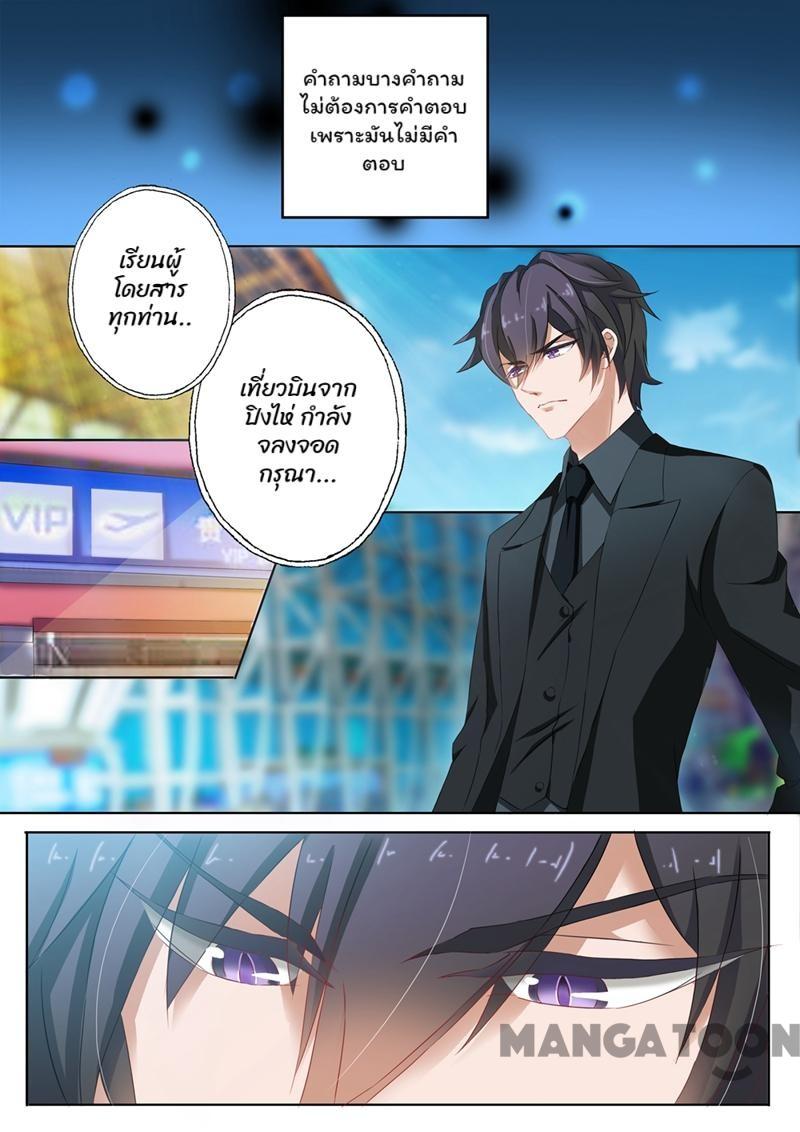 คำถามบางคำถาม
ไม่ต้องการคำตอบ
เพราะมันไม่มีคำ
ตอบ
เรียนผู้
โดยสาร
ทุกท่าน..
เที่ยวบินจาก
ปิงไห่ กำลัง
จลงจอด
กรุณา...
VIP
贵
VIP
MANGATOON